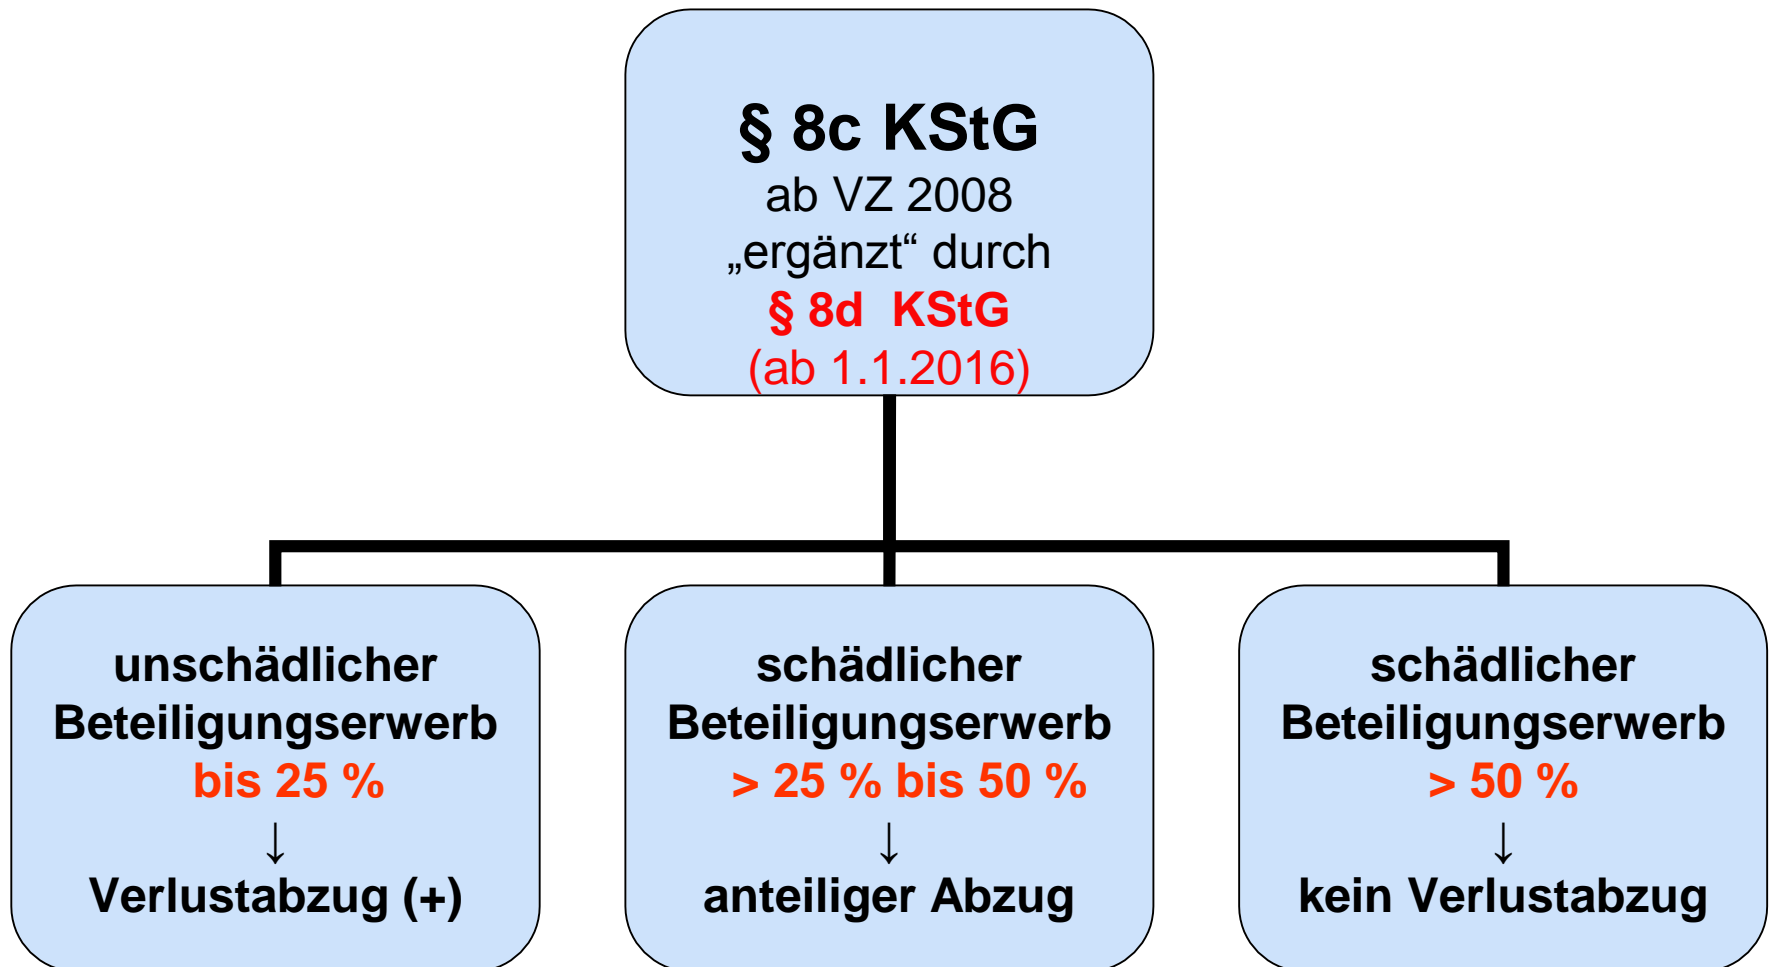 § 8c KStG
ab VZ 2008
„ergänzt“ durch
§ 8d KStG
(ab 1.1.2016)
unschädlicher
Beteiligungserwerb
bis 25 %
↓
Verlustabzug (+)
schädlicher
Beteiligungserwerb
> 25 % bis 50 %
↓
anteiliger Abzug
schädlicher
Beteiligungserwerb
> 50 %
↓
kein Verlustabzug